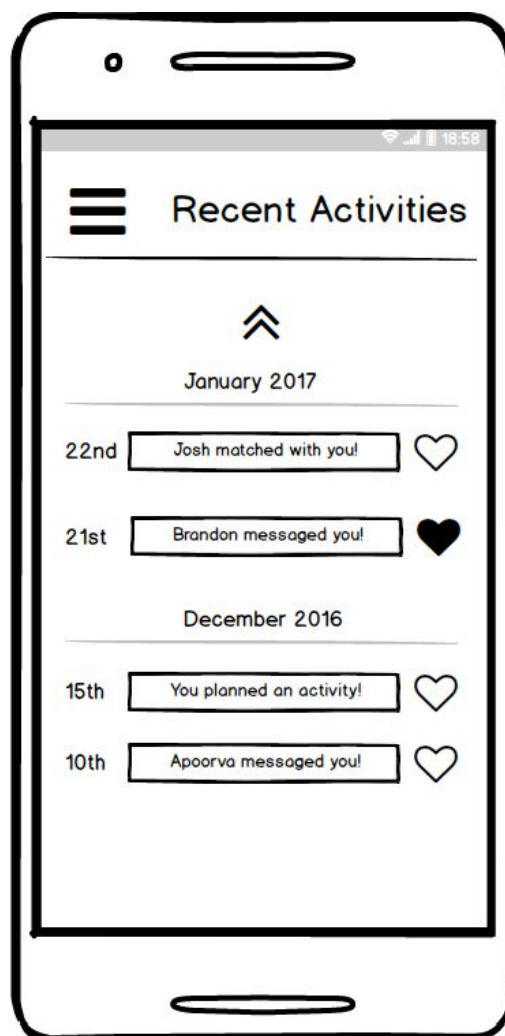 18:58
Recent Activities
January 2017
22nd Josh matched with you!
21st Brandon messaged you!
December 2016
15th You planned an activity!
10th Apoorva messaged you!